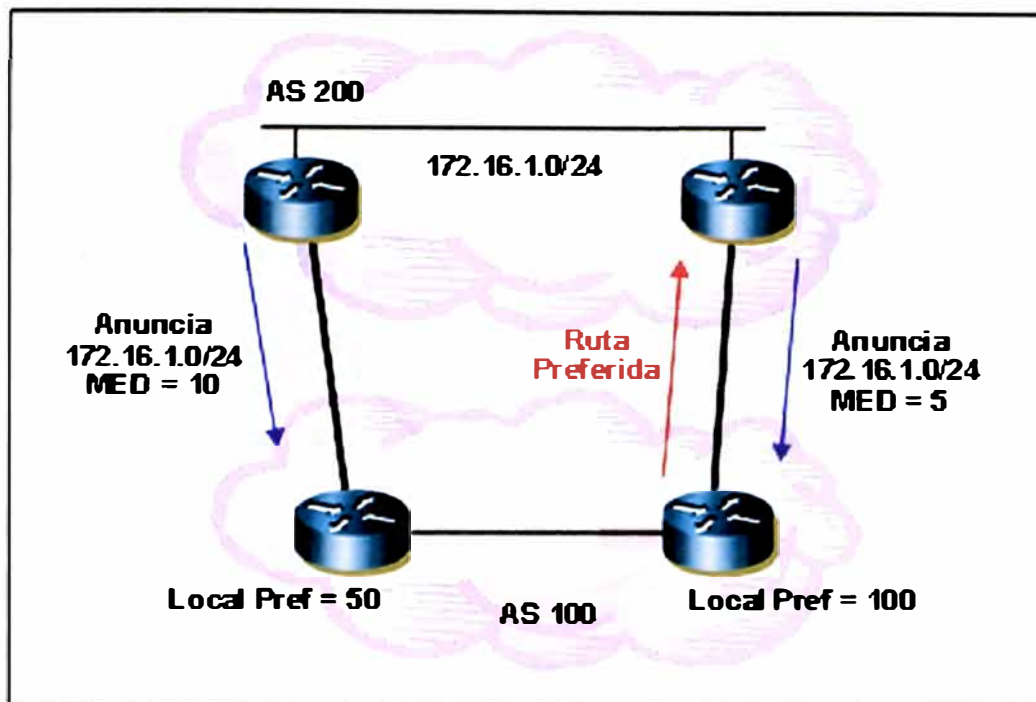 AS 200
172.16.1.0/24
Anuncia
172.16.1.0/24
MED = 10
Ruta
Preferida
Anuncia
172.16.1.0/24
MED = 5
Local Pref = 50
AS 100
Local Pref = 100